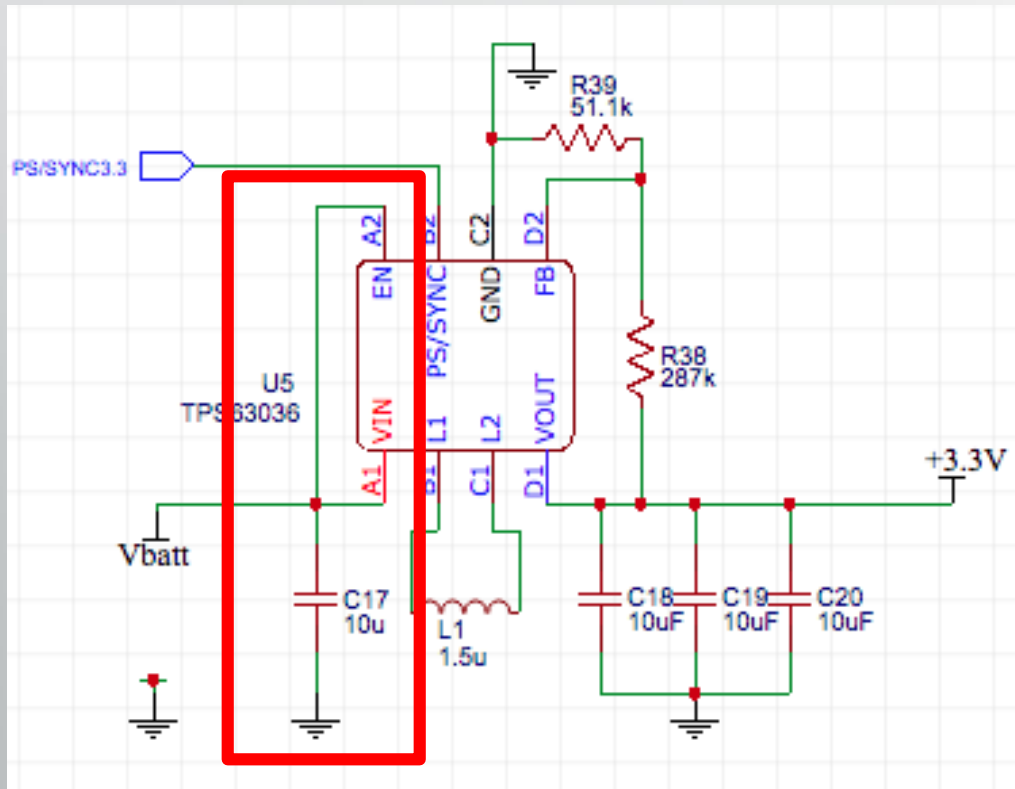 R39
51.1k
PS/SYNC3.3
A2
B2
C2
D2
EN
PS/SYNC
GND
FB
R38
287k
U5
TPS63036
VIN
L1
L2
VOUT
A1
B1
C1
D1
+3.3V
Vbatt
C17
10u
L1
1.5u
C18
10uF
C19
10uF
C20
10uF